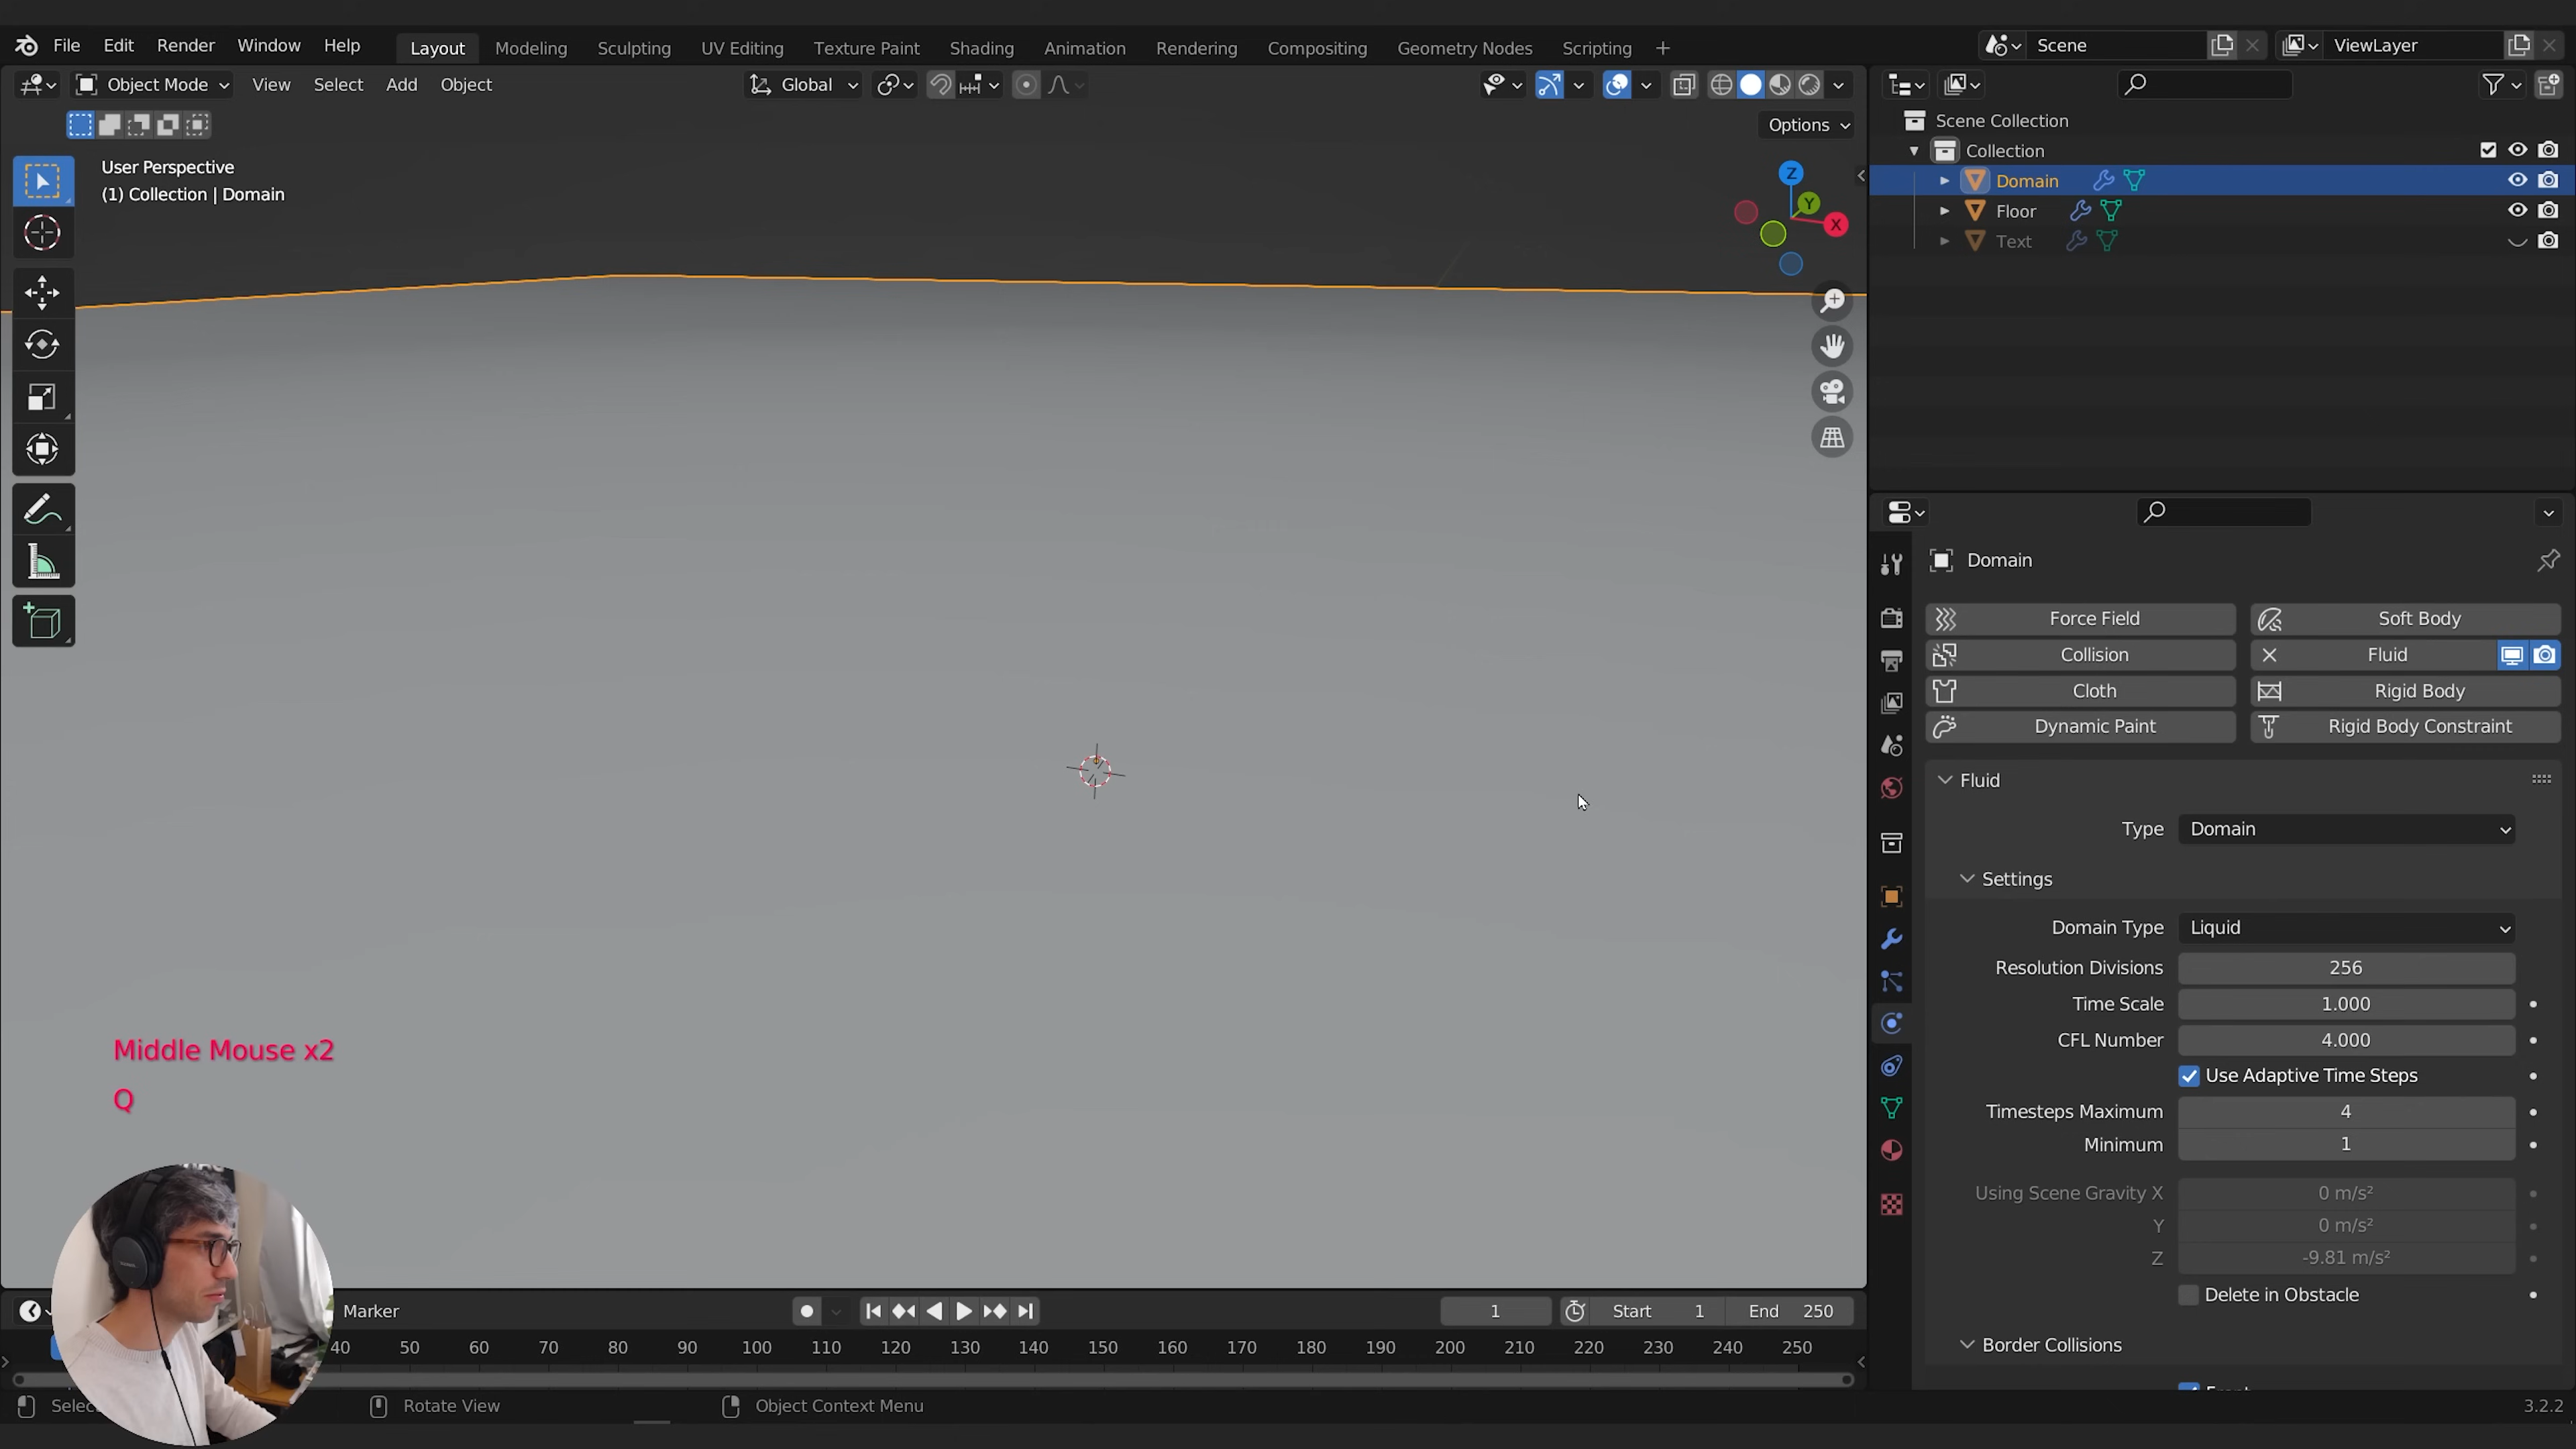 File Edit Render Window Help Layout Modeling Sculpting UV Editing Texture Paint Shading Animation Rendering Compositing Geometry Nodes Scripting + Scene ViewLayer
Object Mode View Select Add Object Global
Options
User Perspective
(1) Collection | Domain
Z
Y
X
Scene Collection
Collection
Domain
Floor
Text
Domain
Force Field Soft Body
Collision Fluid
Cloth Rigid Body
Dynamic Paint Rigid Body Constraint
Fluid
Type Domain
Settings
Domain Type Liquid
Resolution Divisions 256
Time Scale 1.000
CFL Number 4.000
Use Adaptive Time Steps
Timesteps Maximum 4
Minimum 1
Using Scene Gravity X 0 m/s²
Y 0 m/s²
Z -9.81 m/s²
Delete in Obstacle
Border Collisions
Middle Mouse x2
Q
Marker 1 Start 1 End 250
40 50 60 70 80 90 100 110 120 130 140 150 160 170 180 190 200 210 220 230 240 250
Rotate View Object Context Menu 3.2.2